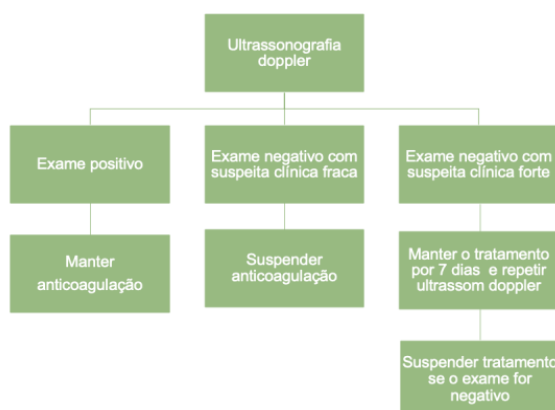 Ultrassonografia
doppler
Exame positivo
Exame negativo com
suspeita clínica fraca
Exame negativo com
suspeita clínica forte
Manter
anticoagulação
Suspender
anticoagulação
Manter o tratamento
por 7 dias e repetir
ultrassom doppler
Suspender tratamento
se o exame for
negativo